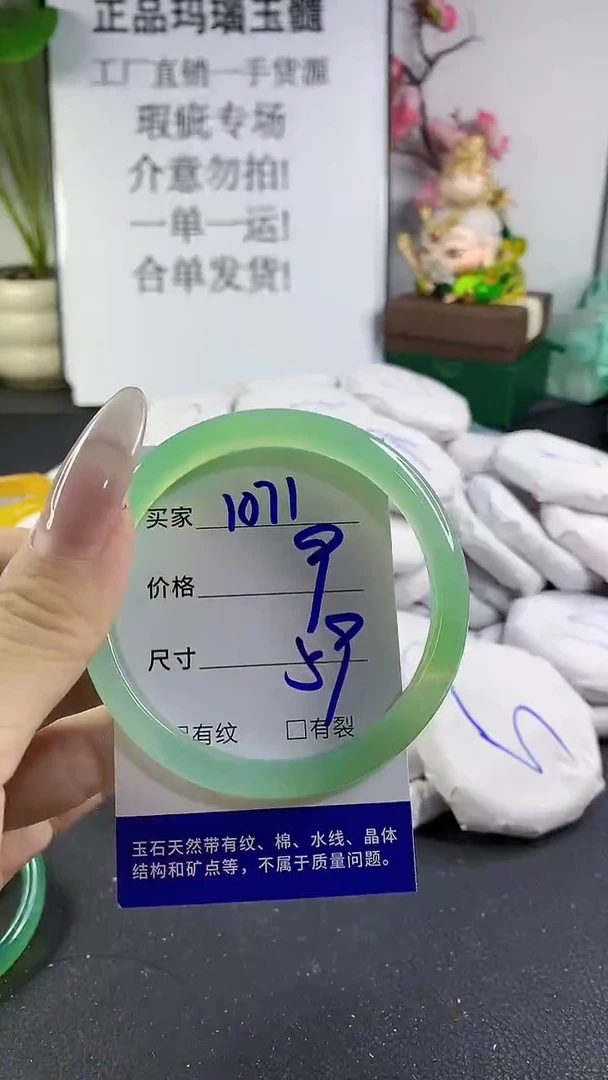 正品玛瑙玉髓
工厂直销一手货源
瑕疵专场
介意勿拍!
一单一运!
合单发货!
买家 1071
价格 9
尺寸 59
□有纹 □有裂
玉石天然带有纹、棉、水线、晶体
结构和矿点等，不属于质量问题。